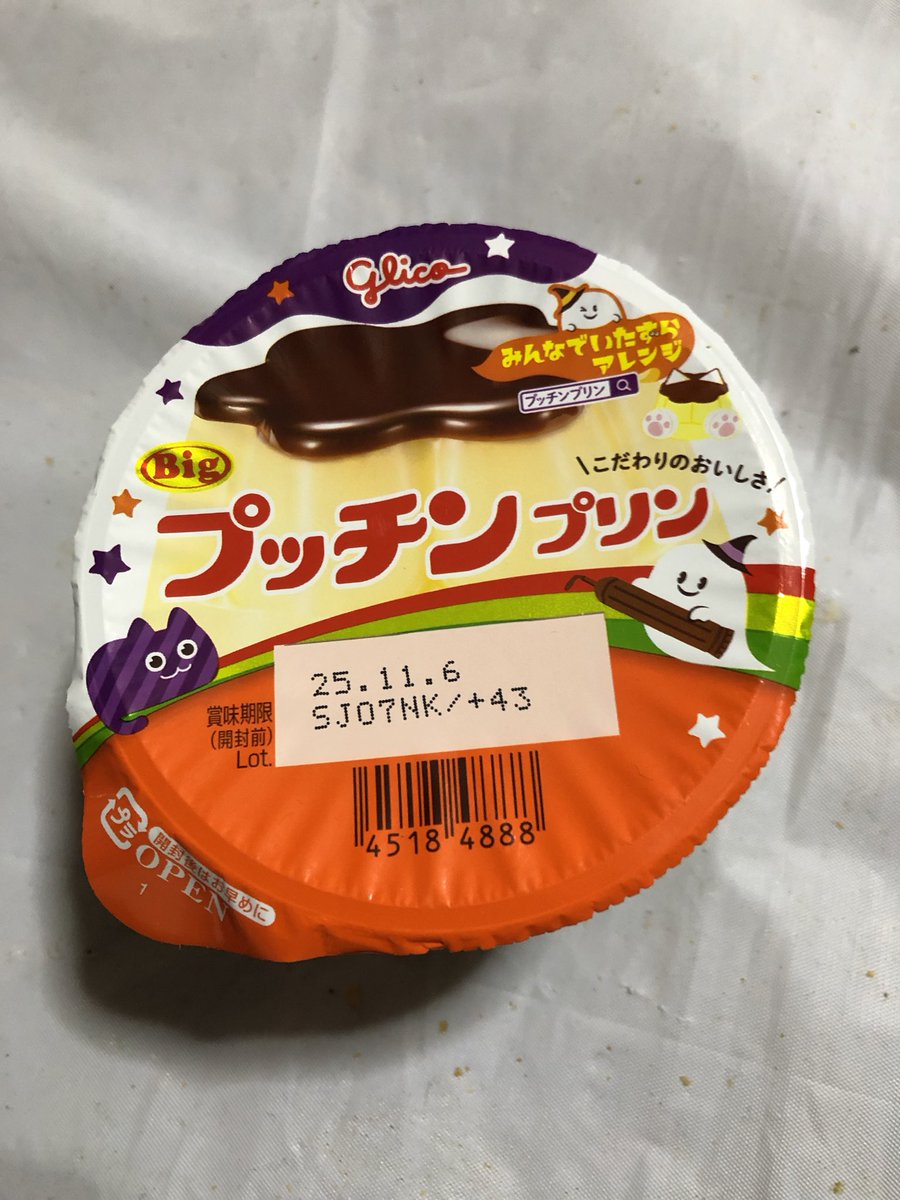 Glico
みんなでいたずら
アレンジ
プッチンプリン
Big
\こだわりのおいしさ!
プッチンプリン
25.11.6
SJ07NK/+43
賞味期限
(開封前)
Lot.
4518 4888
プラ
開封後はお早めに
OPEN
1